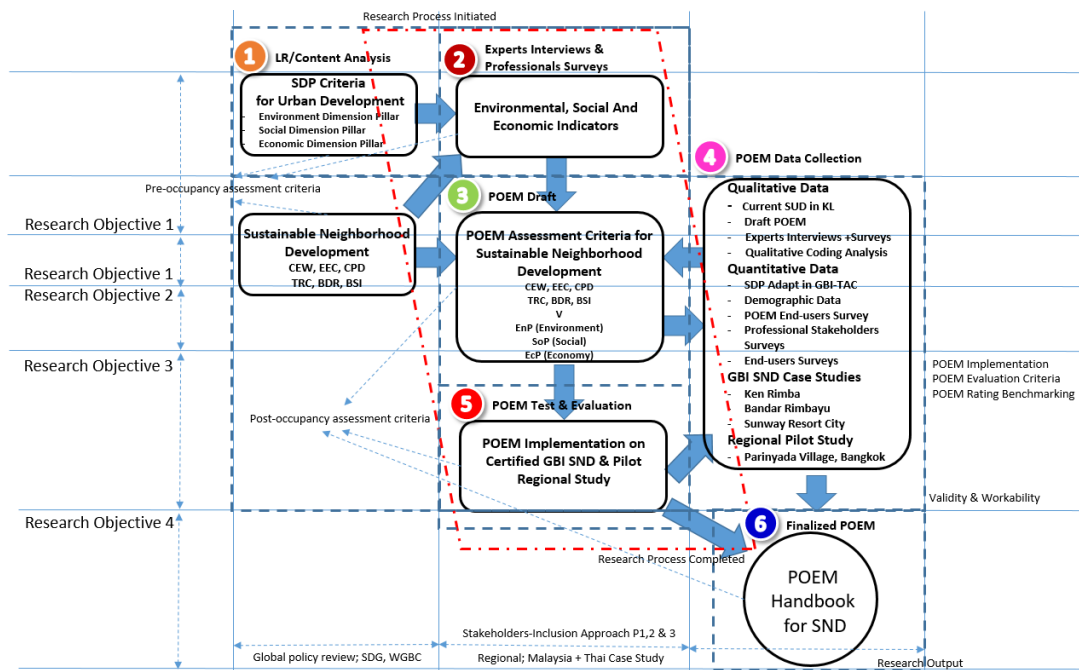 Research Process Initiated
1
LR/Content Analysis
SDP Criteria
for Urban Development
- Environment Dimension Pillar
- Social Dimension Pillar
- Economic Dimension Pillar
2
Experts Interviews &
Professionals Surveys
Environmental, Social And
Economic Indicators
Pre-occupancy assessment criteria
Sustainable Neighborhood
Development
CEW, EEC, CPD
TRC, BDR, BSI
3
POEM Draft
POEM Assessment Criteria for
Sustainable Neighborhood
Development
CEW, EEC, CPD
TRC, BDR, BSI
V
EnP (Environment)
SoP (Social)
EcP (Economy)
4
POEM Data Collection
Qualitative Data
- Current SUD in KL
- Draft POEM
- Experts Interviews +Surveys
- Qualitative Coding Analysis
Quantitative Data
- SDP Adapt in GBI-TAC
- Demographic Data
- POEM End-users Survey
- Professional Stakeholders
Surveys
- End-users Surveys
GBI SND Case Studies
- Ken Rimba
- Bandar Rimbayu
- Sunway Resort City
Regional Pilot Study
- Parinyada Village, Bangkok
Research Objective 1
Research Objective 1
Research Objective 2
Research Objective 3
Research Objective 4
POEM Implementation
POEM Evaluation Criteria
POEM Rating Benchmarking
Post-occupancy assessment criteria
5
POEM Test & Evaluation
POEM Implementation on
Certified GBI SND & Pilot
Regional Study
Validity & Workability
6
Finalized POEM
POEM
Handbook
for SND
Research Process Completed
Stakeholders-Inclusion Approach P1,2 & 3
Global policy review; SDG, WGBC
Regional; Malaysia + Thai Case Study
Research Output